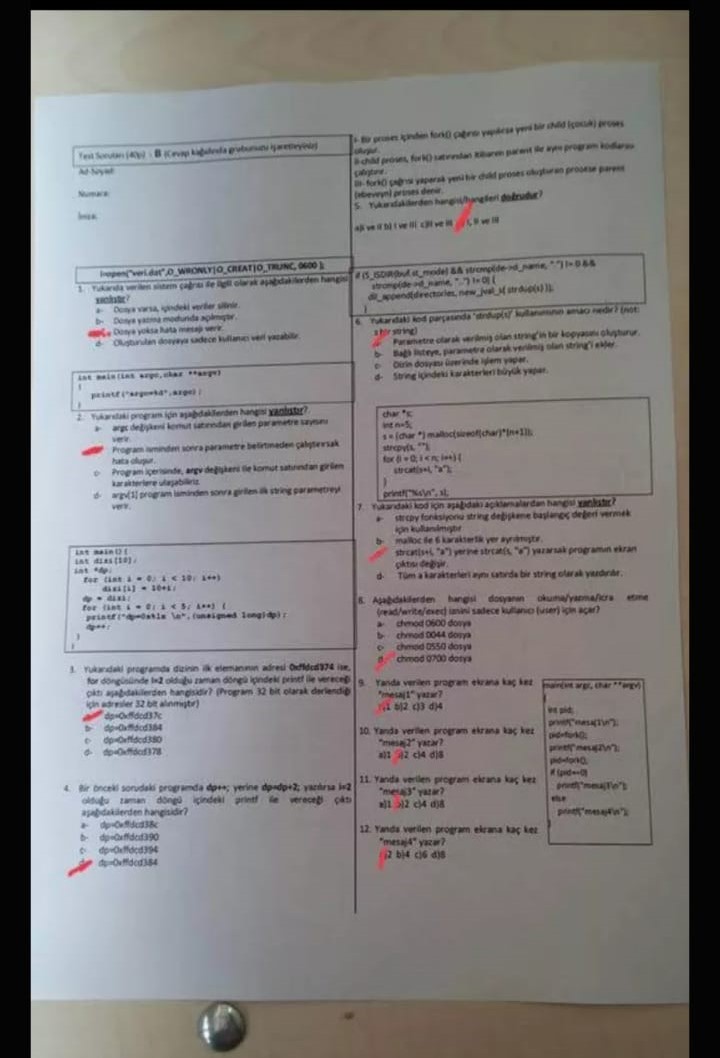 Test Soruları (40p) - B (Cevap kağıdında grubunuzu işaretleyiniz)
Ad-Soyad:
Numara:
İmza:
fropen("veri.dat",O_WRONLY|O_CREAT|O_TRUNC, 0600 );
1. Yukarıda verilen sistem çağrısı ile ilgili olarak aşağıdakilerden hangisi
yanlıştır?
a- Dosya varsa, içindeki veriler silinir.
b- Dosya yazma modunda açılmıştır.
c- Dosya yoksa hata mesajı verir.
d- Oluşturulan dosyaya sadece kullanıcı veri yazabilir.
int main(int argc,char **argv)
{
printf("argc=%d",argc);
}
2. Yukarıdaki program için aşağıdakilerden hangisi yanlıştır?
a- argc değişkeni komut satırından girilen parametre sayısını
verir.
Program isminden sonra parametre belirtmeden çalıştırırsak
hata oluşur.
c- Program içerisinde, argv değişkeni ile komut satırından girilen
karakterlere ulaşabiliriz.
d- argv[1] program isminden sonra girilen ilk string parametreyi
verir.
int main() {
int dizi[10];
int *dp;
for (int i = 0; i < 10; i++)
dizi[i] = 10+i;
dp = dizi;
for (int i = 0; i < 5; i++) {
printf("dp=0x%lx \n", (unsigned long)dp);
dp++;
}
}
3. Yukarıdaki programda dizinin ilk elemanının adresi 0xffdcd374 ise,
for döngüsünde i=2 olduğu zaman döngü içindeki printf ile vereceği
çıktı aşağıdakilerden hangisidir? (Program 32 bit olarak derlendiği
için adresler 32 bit alınmıştır)
dp=0xffdcd37c
b- dp=0xffdcd384
c- dp=0xffdcd380
d- dp=0xffdcd378
4. Bir önceki sorudaki programda dp++; yerine dp=dp+2; yazılırsa i=2
olduğu zaman döngü içindeki printf ile vereceği çıktı
aşağıdakilerden hangisidir?
a- dp=0xffdcd38c
b- dp=0xffdcd390
c- dp=0xffdcd394
dp=0xffdcd384
I- Bir proses içinden fork() çağrısı yapılırsa yeni bir child (çocuk) proses
oluşur.
II-child proses, fork() satırından itibaren parent ile aynı program kodlarını
çalıştırır.
III- fork() çağrısı yaparak yeni bir child proses oluşturan prosese parent
(ebeveyn) proses denir.
5. Yukarıdakilerden hangisi/hangileri doğrudur?
a)I ve II b) I ve III c)II ve III I, II ve III
if (S_ISDIR(buf.st_mode) && strcmp(de->d_name, ".") != 0 &&
strcmp(de->d_name, "..") != 0) {
dll_append(directories, new_jval_s( strdup(s) ));
}
6. Yukarıdaki kod parçasında 'strdup(s)' kullanımının amacı nedir? (not:
s bir string)
Parametre olarak verilmiş olan string'in bir kopyasını oluşturur.
b- Bağlı listeye, parametre olarak verilmiş olan string'i ekler.
c- Dizin dosyası üzerinde işlem yapar.
d- String içindeki karakterleri büyük yapar.
char *s;
int n=5;
s = (char *) malloc(sizeof(char)*(n+1));
strcpy(s, "");
for (i = 0; i < n; i++) {
strcat(s+i, "a");
}
printf("%s\n", s);
7. Yukarıdaki kod için aşağıdaki açıklamalardan hangisi yanlıştır?
a- strcpy fonksiyonu string değişkene başlangıç değeri vermek
için kullanılmıştır
b- malloc ile 6 karakterlik yer ayrılmıştır.
strcat(s+i, "a") yerine strcat(s, "a") yazarsak programın ekran
çıktısı değişir.
d- Tüm a karakterleri aynı satırda bir string olarak yazdırılır.
8. Aşağıdakilerden hangisi dosyanın okuma/yazma/icra etme
(read/write/exec) iznini sadece kullanıcı (user) için açar?
a- chmod 0600 dosya
b- chmod 0044 dosya
c- chmod 0550 dosya
d- chmod 0700 dosya
9. Yanda verilen program ekrana kaç kez
"mesaj1" yazar?
1 b)2 c)3 d)4
10. Yanda verilen program ekrana kaç kez
"mesaj2" yazar?
a)1 b)2 c)4 d)8
11. Yanda verilen program ekrana kaç kez
"mesaj3" yazar?
a)1 b)2 c)4 d)8
12. Yanda verilen program ekrana kaç kez
"mesaj4" yazar?
2 b)4 c)6 d)8
main(int argc, char **argv)
{
int pid;
printf("mesaj1\n");
pid=fork();
printf("mesaj2\n");
pid=fork();
if (pid==0)
printf("mesaj3\n");
else
printf("mesaj4\n");
}